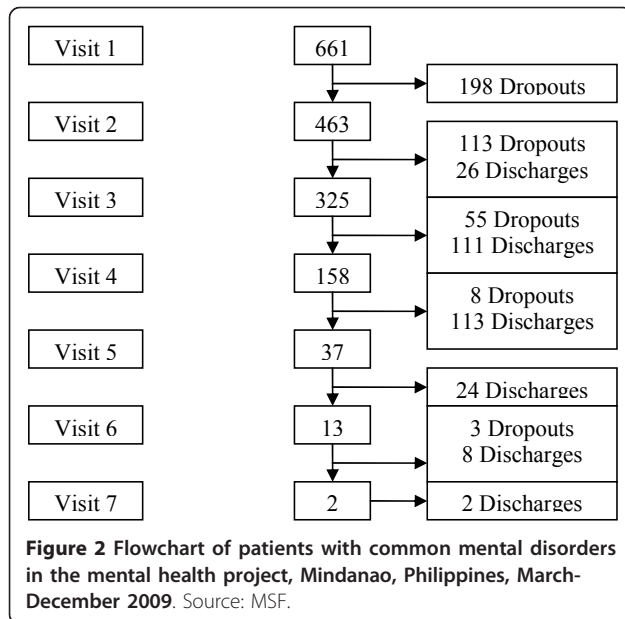 Visit 1
661
198 Dropouts
Visit 2
463
113 Dropouts
26 Discharges
Visit 3
325
55 Dropouts
111 Discharges
Visit 4
158
8 Dropouts
113 Discharges
Visit 5
37
24 Discharges
Visit 6
13
3 Dropouts
8 Discharges
Visit 7
2
2 Discharges
Figure 2 Flowchart of patients with common mental disorders
in the mental health project, Mindanao, Philippines, March-
December 2009. Source: MSF.